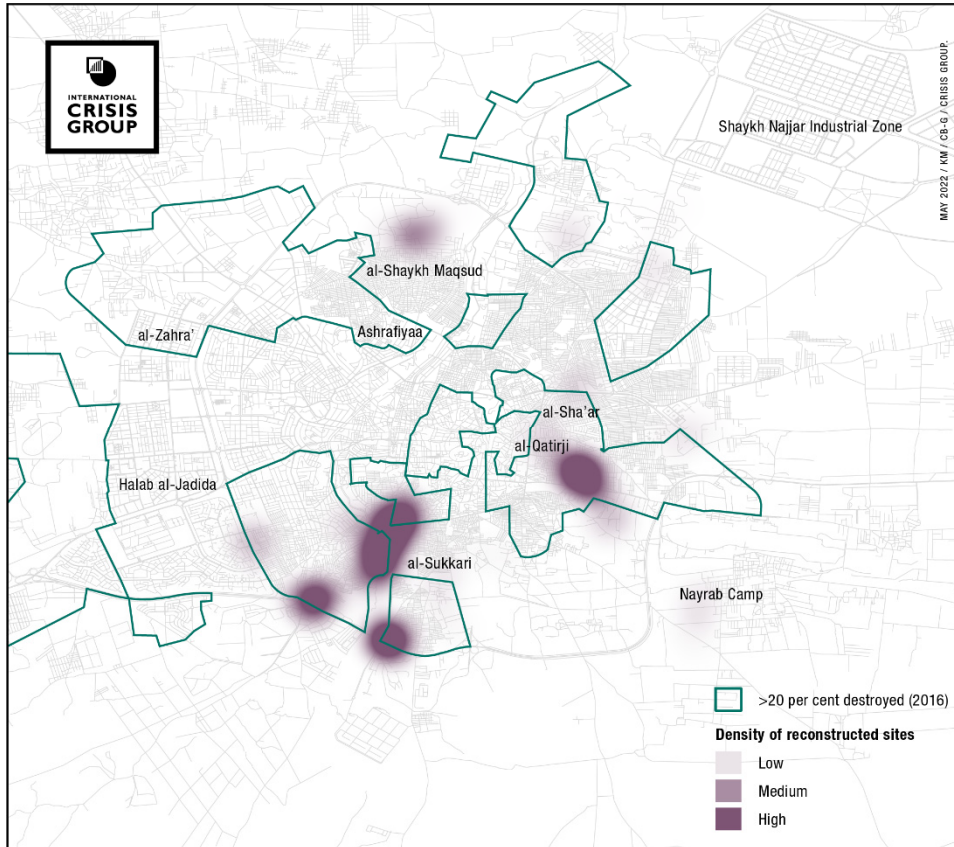 INTERNATIONAL
CRISIS
GROUP
Shaykh Najjar Industrial Zone
MAY 2022 / KM / CB-G / CRISIS GROUP.
al-Shaykh Maqsud
al-Zahra’
Ashrafiyaa
al-Sha’ar
al-Qatirji
Halab al-Jadida
al-Sukkari
Nayrab Camp
>20 per cent destroyed (2016)
Density of reconstructed sites
Low
Medium
High